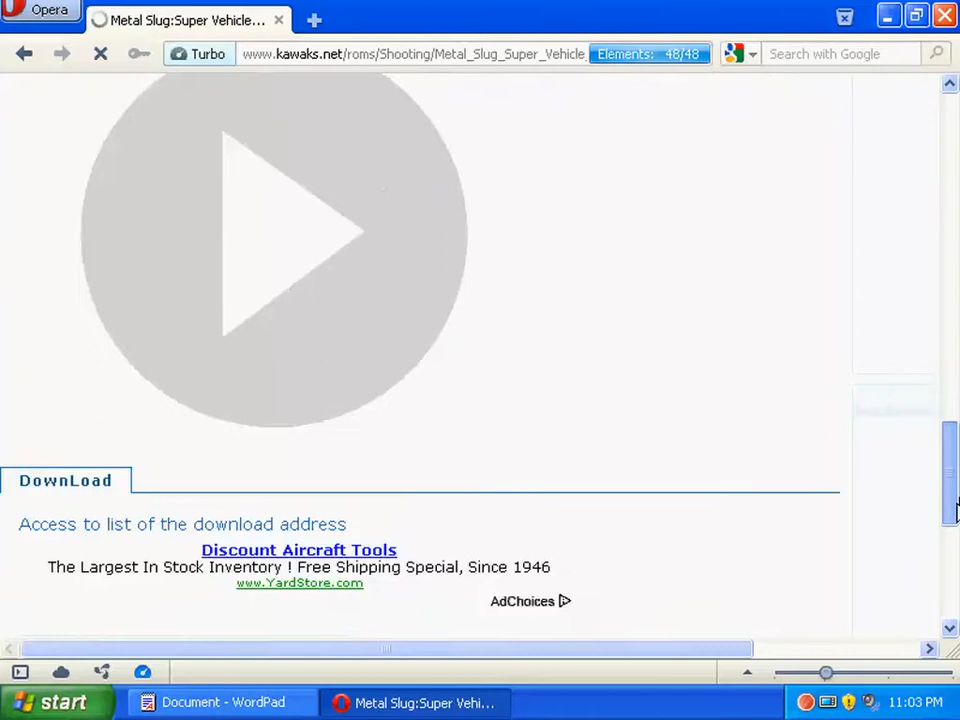 Opera
Metal Slug:Super Vehicle...
Turbo
www.kawaks.net/roms/Shooting/Metal_Slug_Super_Vehicle_
Elements: 48/48
Search with Google
DownLoad
Access to list of the download address
Discount Aircraft Tools
The Largest In Stock Inventory ! Free Shipping Special, Since 1946
www.YardStore.com
AdChoices
start
Document - WordPad
Metal Slug:Super Vehi...
11:03 PM